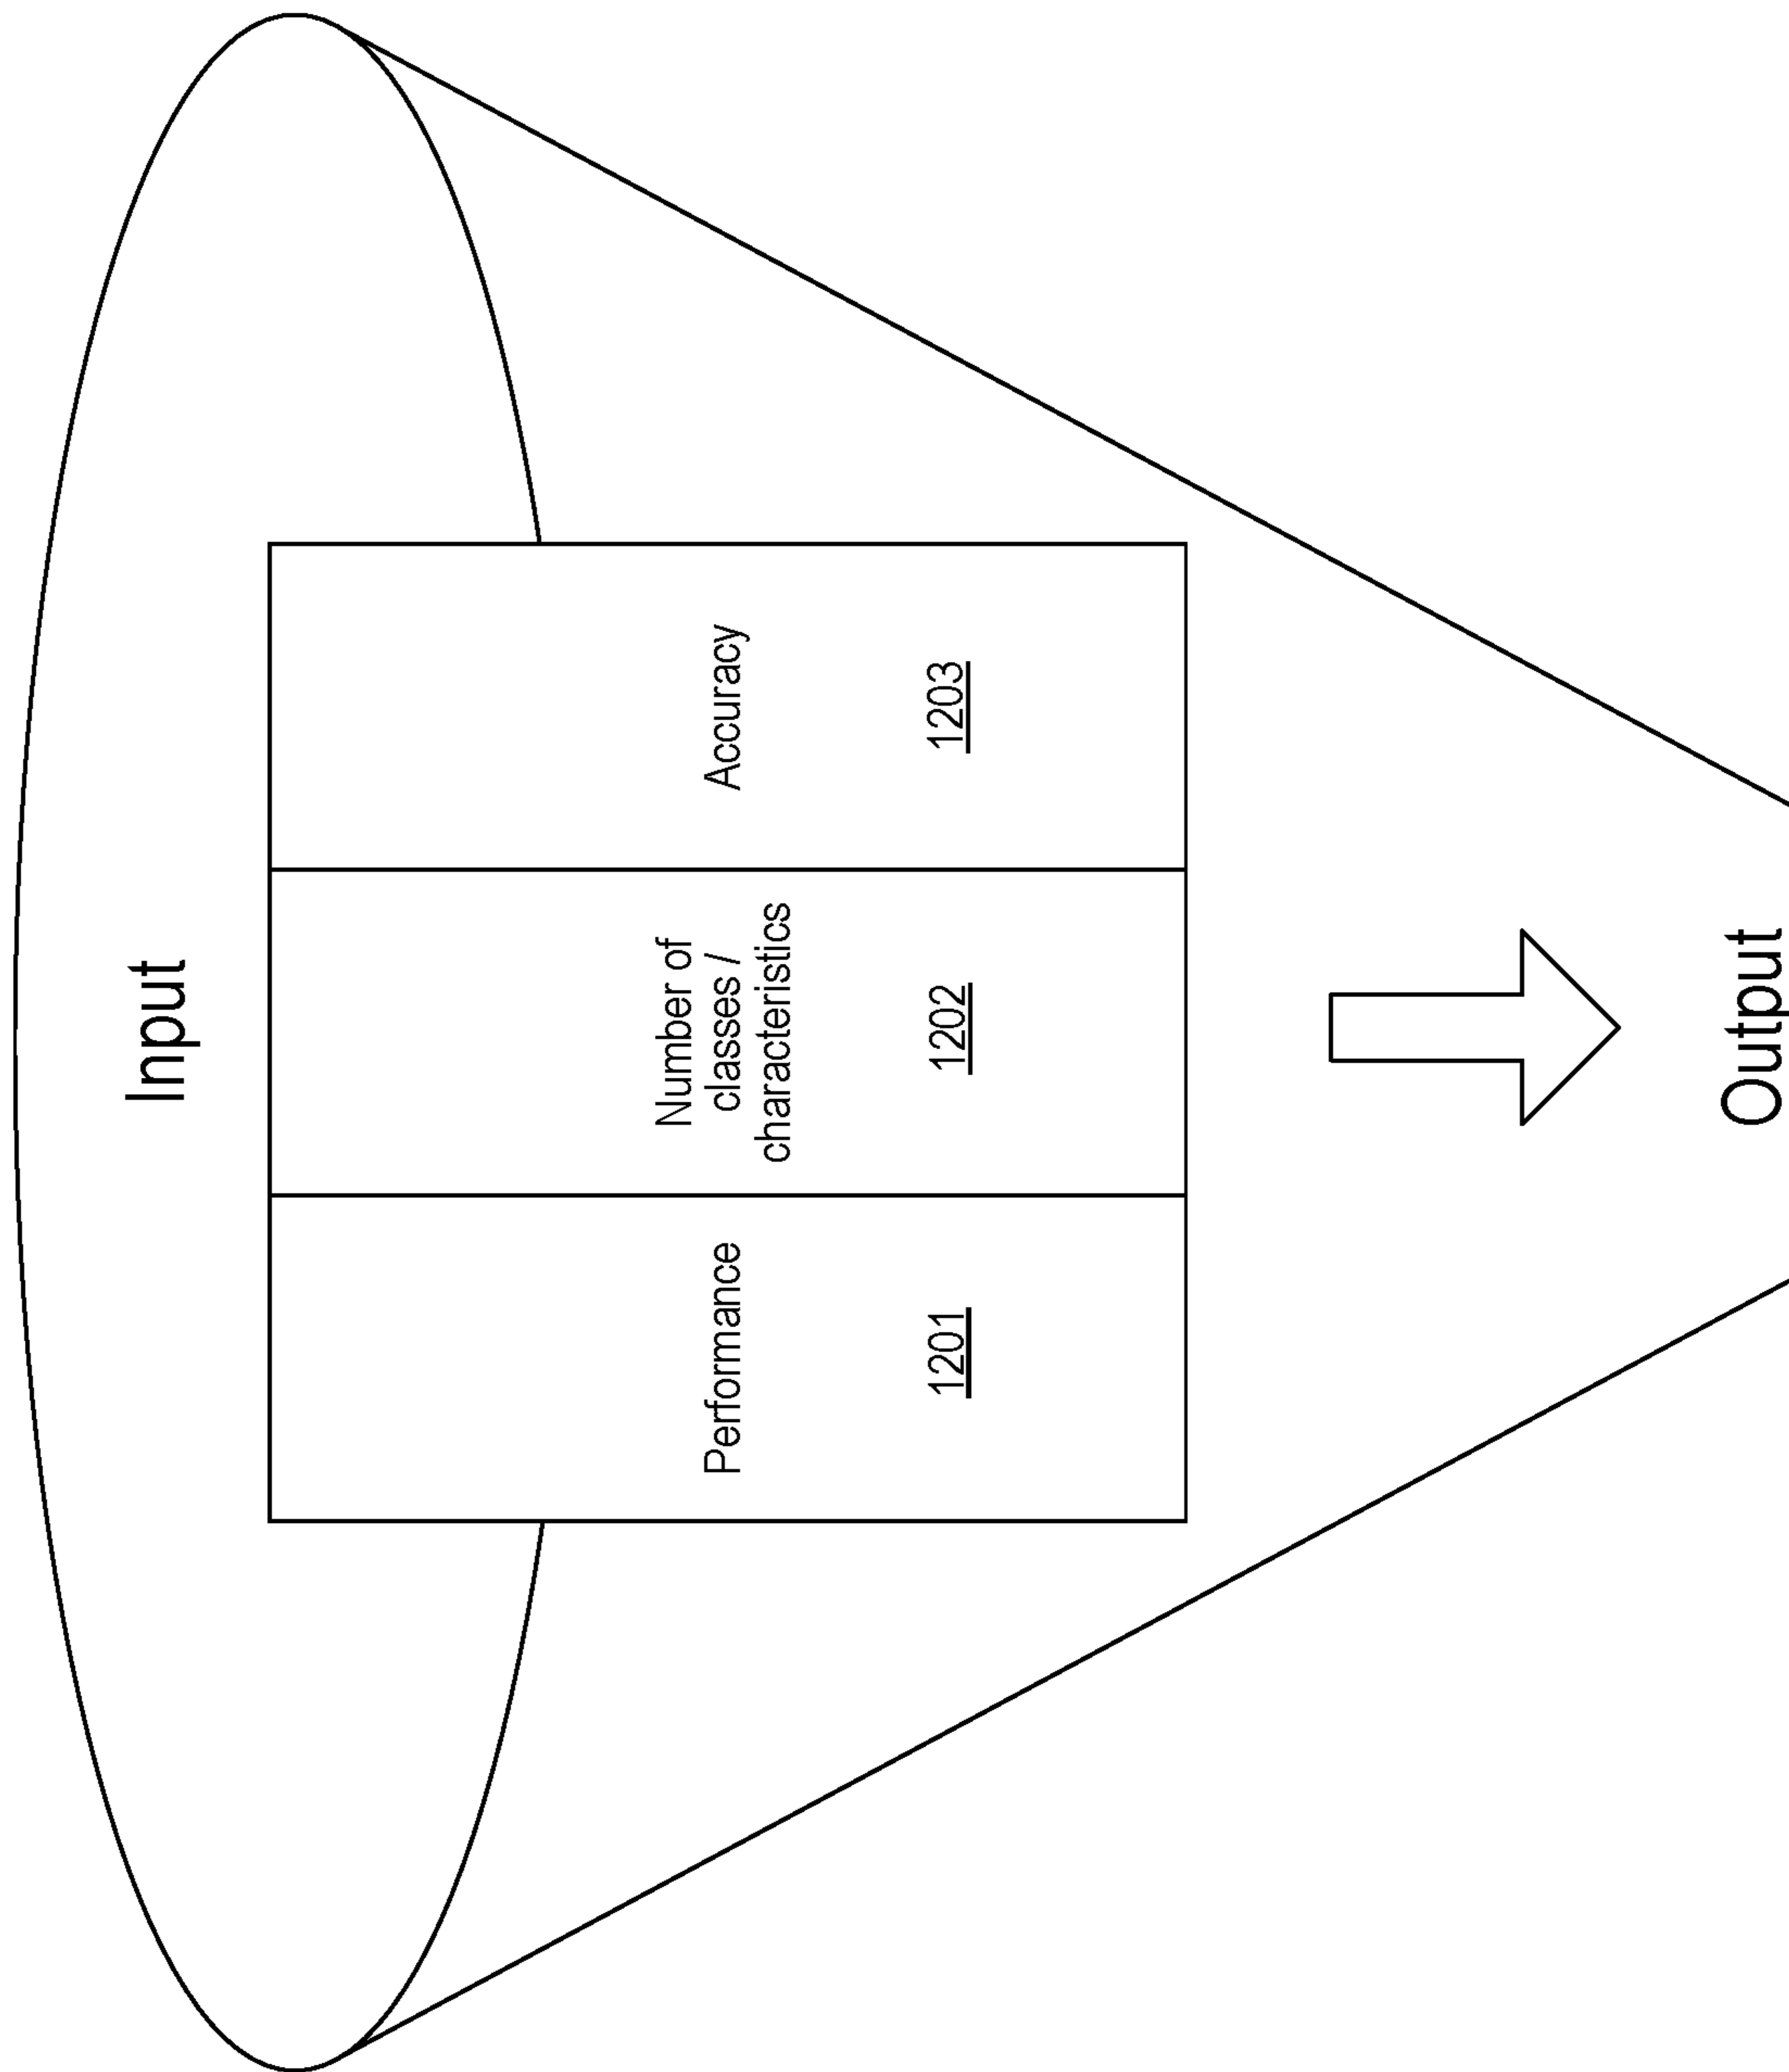 Input
Performance
1201
Number of
classes /
characteristics
1202
Accuracy
1203
Output